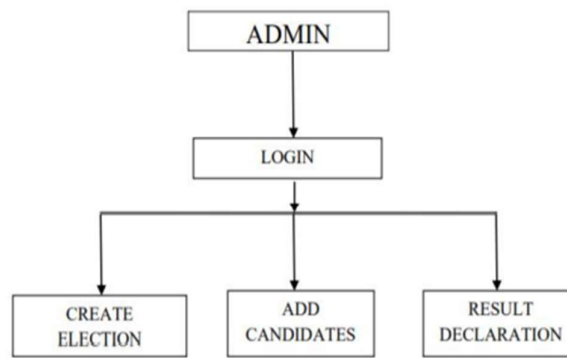 ADMIN
LOGIN
CREATE
ELECTION
ADD
CANDIDATES
RESULT
DECLARATION